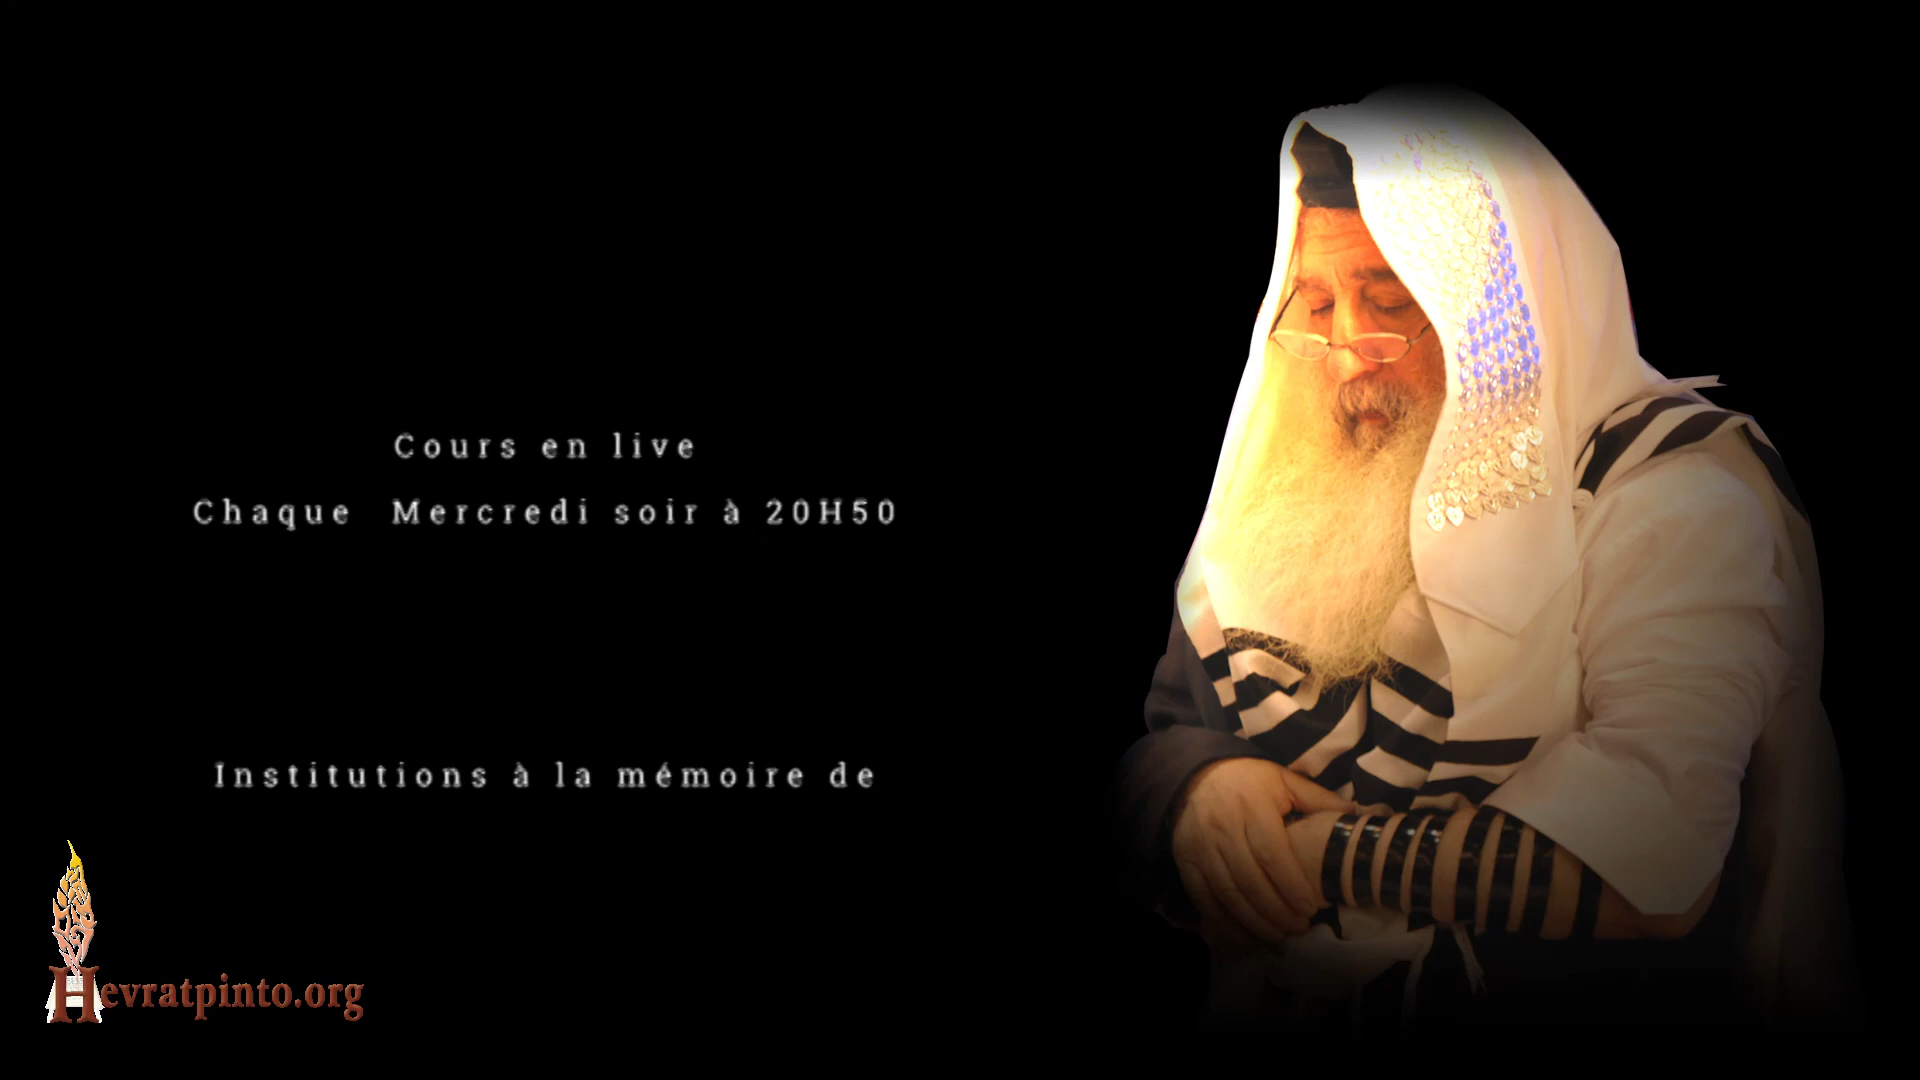 Cours en live
Chaque Mercredi soir à 20H50
Institutions à la mémoire de
Hevratpinto.org